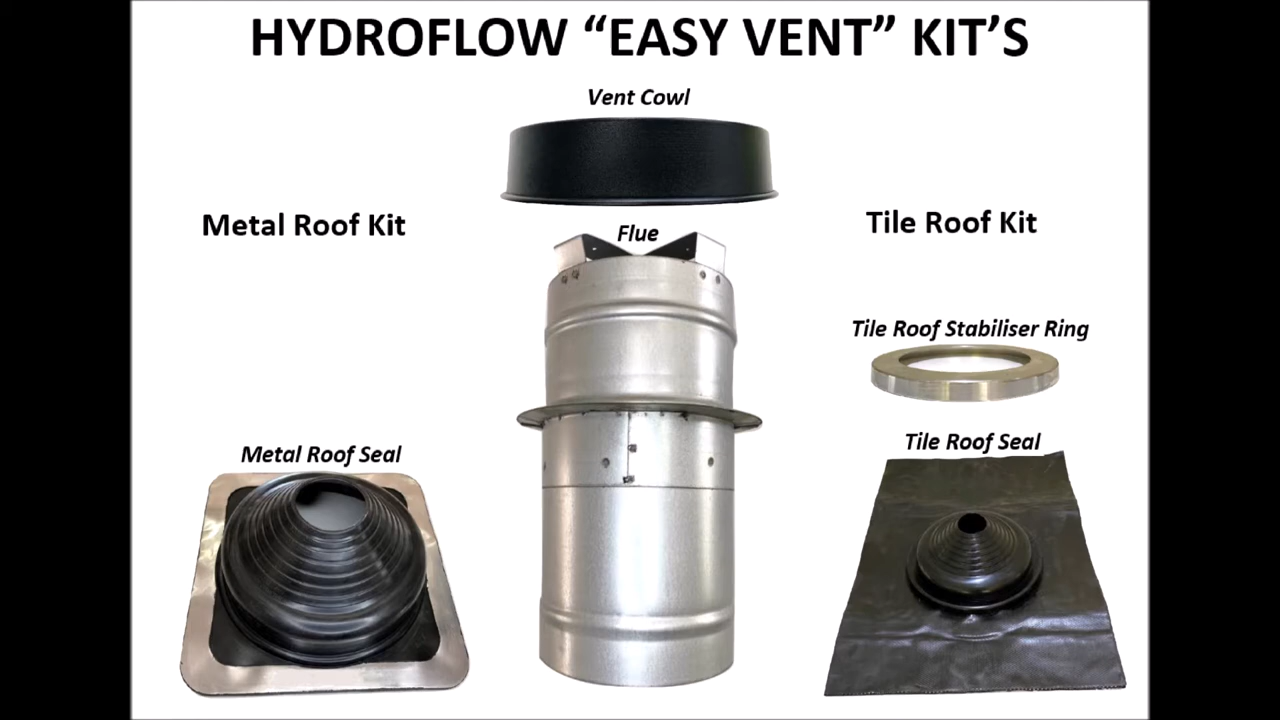 HYDROFLOW “EASY VENT” KIT’S
Vent Cowl
Metal Roof Kit
Flue
Tile Roof Kit
Tile Roof Stabiliser Ring
Metal Roof Seal
Tile Roof Seal